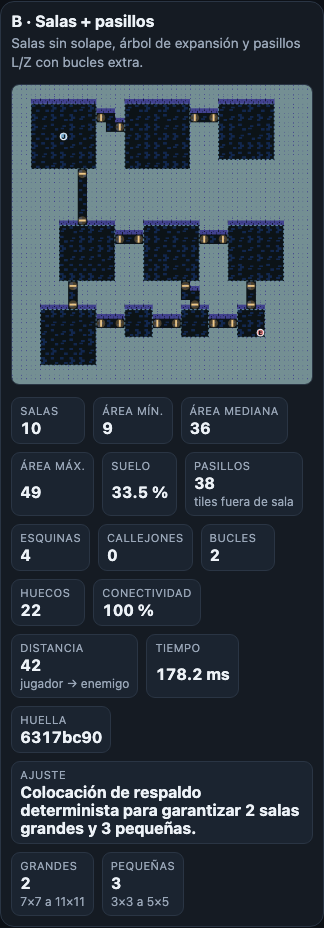 B · Salas + pasillos
Salas sin solape, árbol de expansión y pasillos
L/Z con bucles extra.
SALAS
10
ÁREA MÍN.
9
ÁREA MEDIANA
36
ÁREA MÁX.
49
SUELO
33.5 %
PASILLOS
38
tiles fuera de sala
ESQUINAS
4
CALLEJONES
0
BUCLES
2
HUECOS
22
CONECTIVIDAD
100 %
DISTANCIA
42
jugador → enemigo
TIEMPO
178.2 ms
HUELLA
6317bc90
AJUSTE
Colocación de respaldo
determinista para garantizar 2 salas
grandes y 3 pequeñas.
GRANDES
2
7×7 a 11×11
PEQUEÑAS
3
3×3 a 5×5